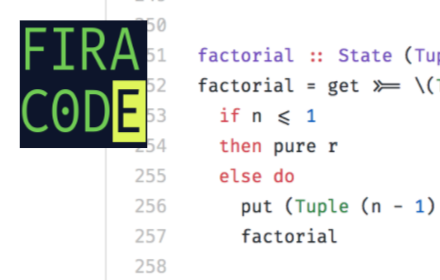 FIRA
CODE
250
251 factorial :: State (Tup
252 factorial = get >>= \(T
253 if n <= 1
254 then pure r
255 else do
256 put (Tuple (n - 1)
257 factorial
258